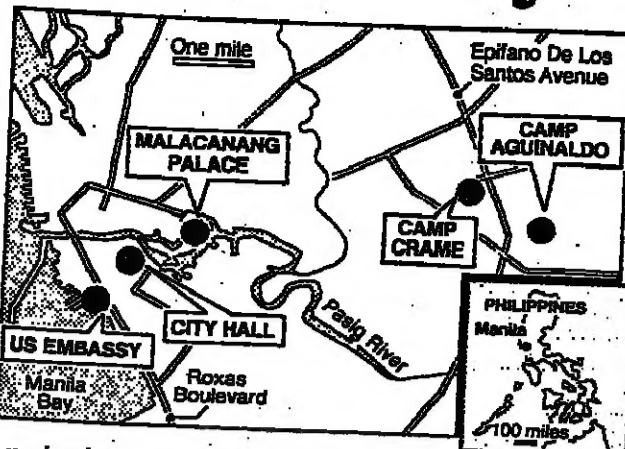 One mile
Epifano De Los
Santos Avenue
MALACANANG
PALACE
CAMP
AGUINALDO
CAMP
CRAME
US EMBASSY
CITY HALL
Pasig River
Manila
Bay
Roxas
Boulevard
PHILIPPINES
Manila
100 miles